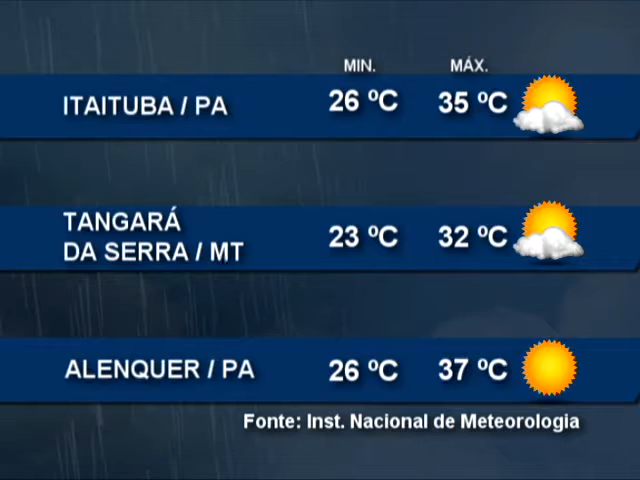 MIN. MÁX.
ITAITUBA / PA 26 ºC 35 ºC
TANGARÁ
DA SERRA / MT 23 ºC 32 ºC
ALENQUER / PA 26 ºC 37 ºC
Fonte: Inst. Nacional de Meteorologia